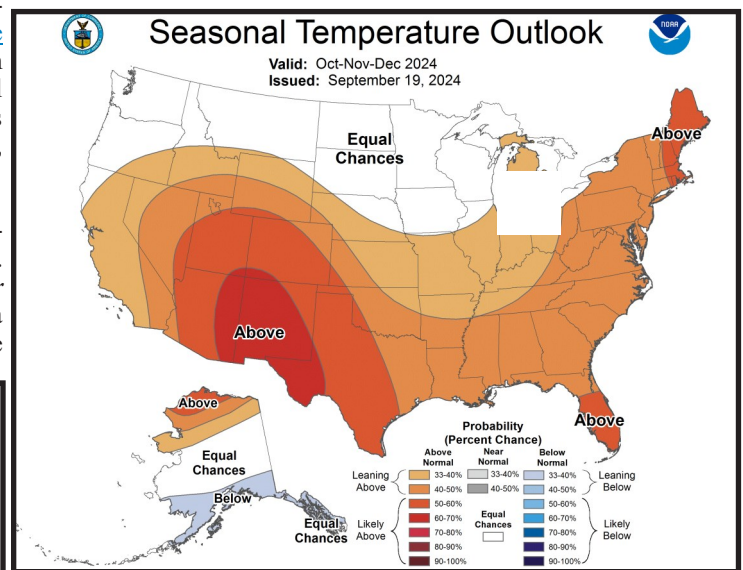 Seasonal Temperature Outlook
NOAA
Valid: Oct-Nov-Dec 2024
Issued: September 19, 2024
Equal
Chances
Above
Above
Above
Above
Equal
Chances
Below
Equal
Chances
Probability
(Percent Chance)
Above
Normal
Near
Normal
Below
Normal
Leaning
Above
33-40%
33-40%
33-40%
Leaning
Below
40-50%
40-50%
40-50%
Likely
Above
50-60%
50-60%
Likely
Below
60-70%
Equal
Chances
60-70%
70-80%
70-80%
80-90%
80-90%
90-100%
90-100%